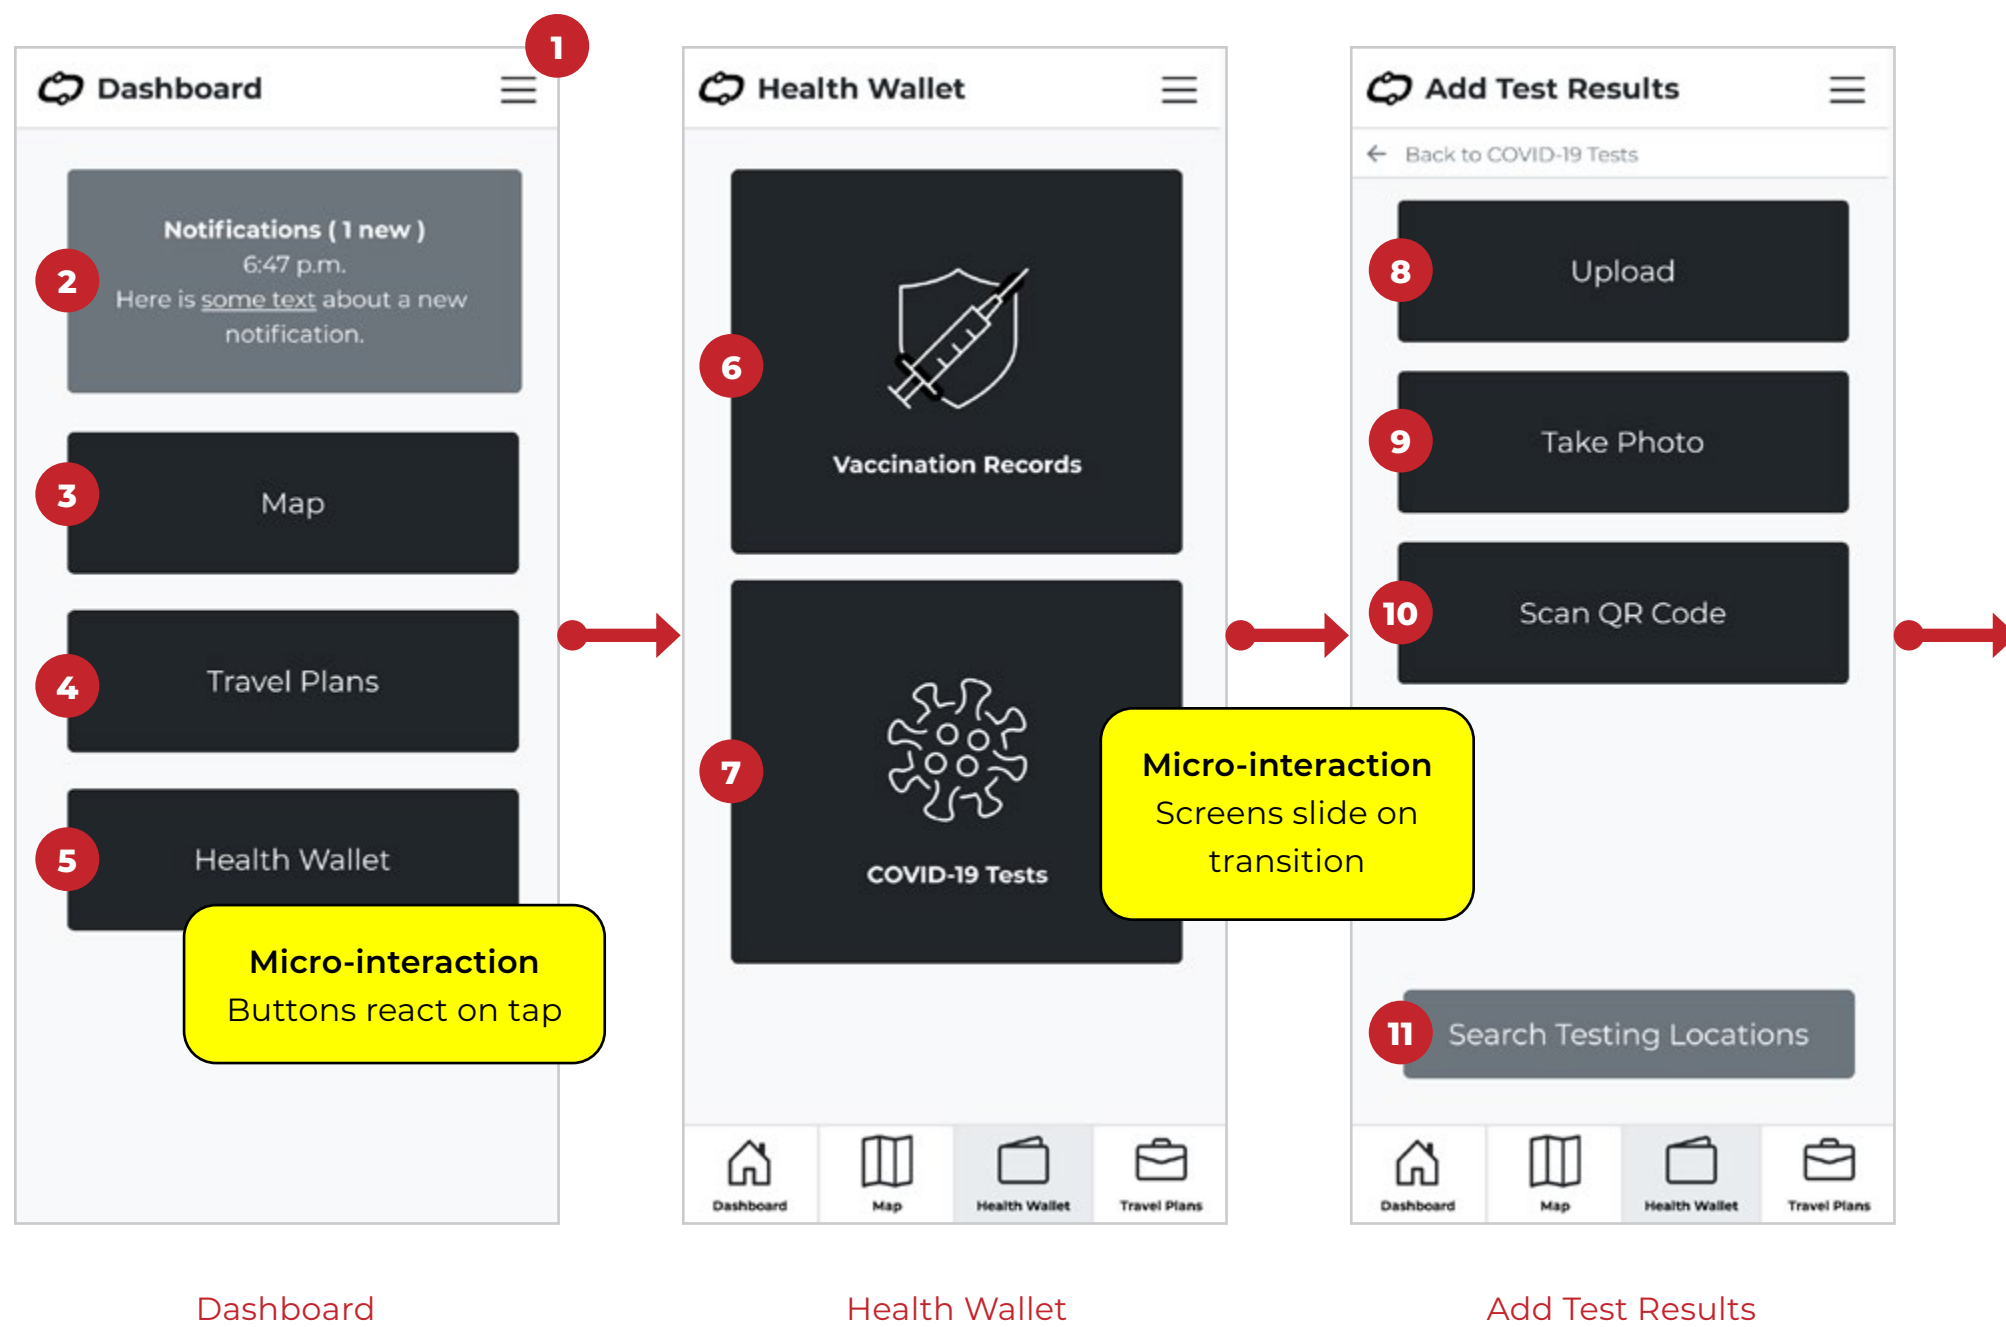 1
Dashboard
Notifications ( 1 new )
6:47 p.m.
Here is some text about a new
notification.
2
3
Map
4
Travel Plans
5
Health Wallet
Micro-interaction
Buttons react on tap
Dashboard
Health Wallet
6
Vaccination Records
7
COVID-19 Tests
Micro-interaction
Screens slide on
transition
Dashboard
Map
Health Wallet
Travel Plans
Health Wallet
Add Test Results
Back to COVID-19 Tests
8
Upload
9
Take Photo
10
Scan QR Code
11
Search Testing Locations
Dashboard
Map
Health Wallet
Travel Plans
Add Test Results